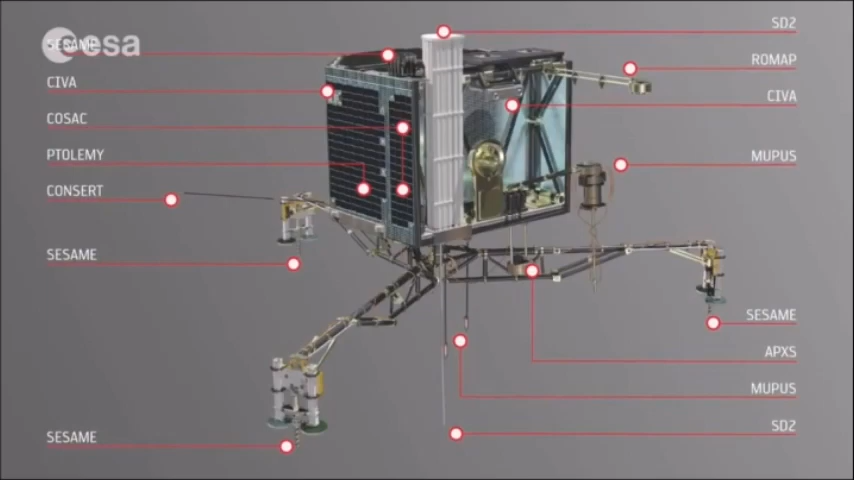 esa
SESAME
CIVA
COSAC
PTOLEMY
CONSERT
SESAME
SESAME
SD2
ROMAP
CIVA
MUPUS
SESAME
APXS
MUPUS
SD2